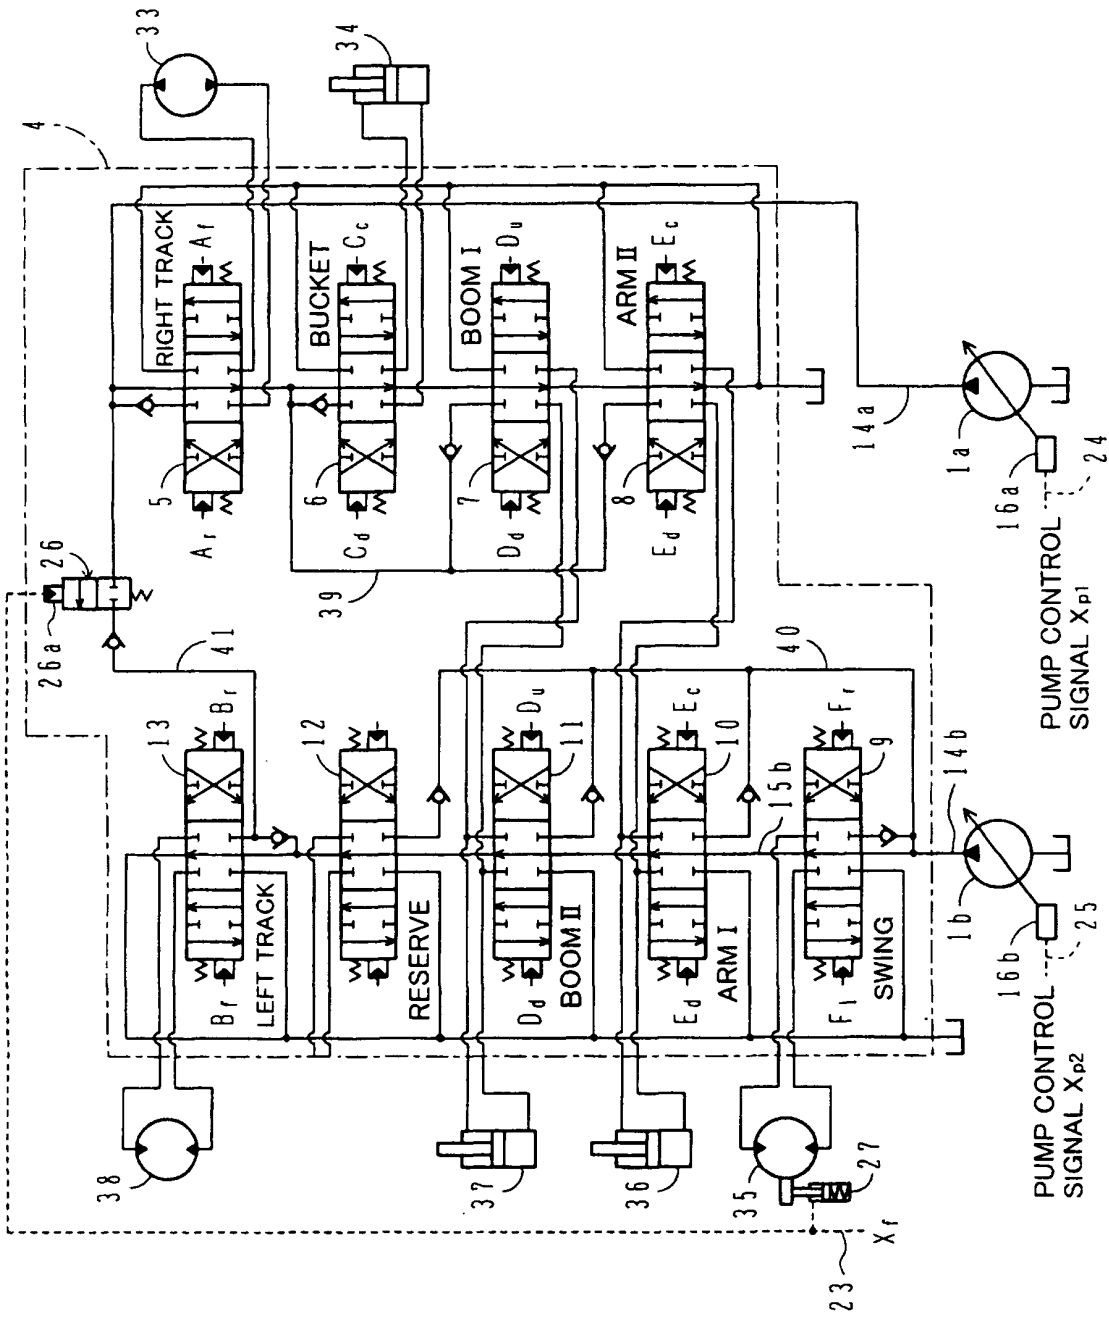 33
34
4
RIGHT TRACK
Af
5
Ar
BUCKET
Cc
6
Cd
BOOM I
Du
7
Dd
ARM II
Ec
8
Ed
26
26a
39
41
14a
1a
16a
24
PUMP CONTROL
SIGNAL Xp1
13
Br
Bf
LEFT TRACK
12
RESERVE
11
Du
Dd
BOOM II
10
Ec
Ed
ARM I
40
15b
9
Fr
Fl
SWING
14b
1b
16b
25
PUMP CONTROL
SIGNAL Xp2
38
37
36
35
27
Xf
23